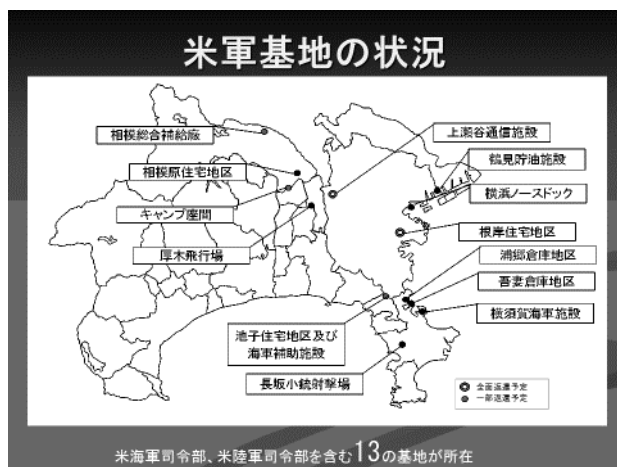 米軍基地の状況
相模総合補給廠
相模原住宅地区
キャンプ座間
厚木飛行場
上瀬谷通信施設
鶴見貯油施設
横浜ノースドック
根岸住宅地区
浦郷倉庫地区
吾妻倉庫地区
横須賀海軍施設
池子住宅地区及び
海軍補助施設
長坂小銃射撃場
全面返還予定
一部返還予定
米海軍司令部、米陸軍司令部を含む13の基地が所在